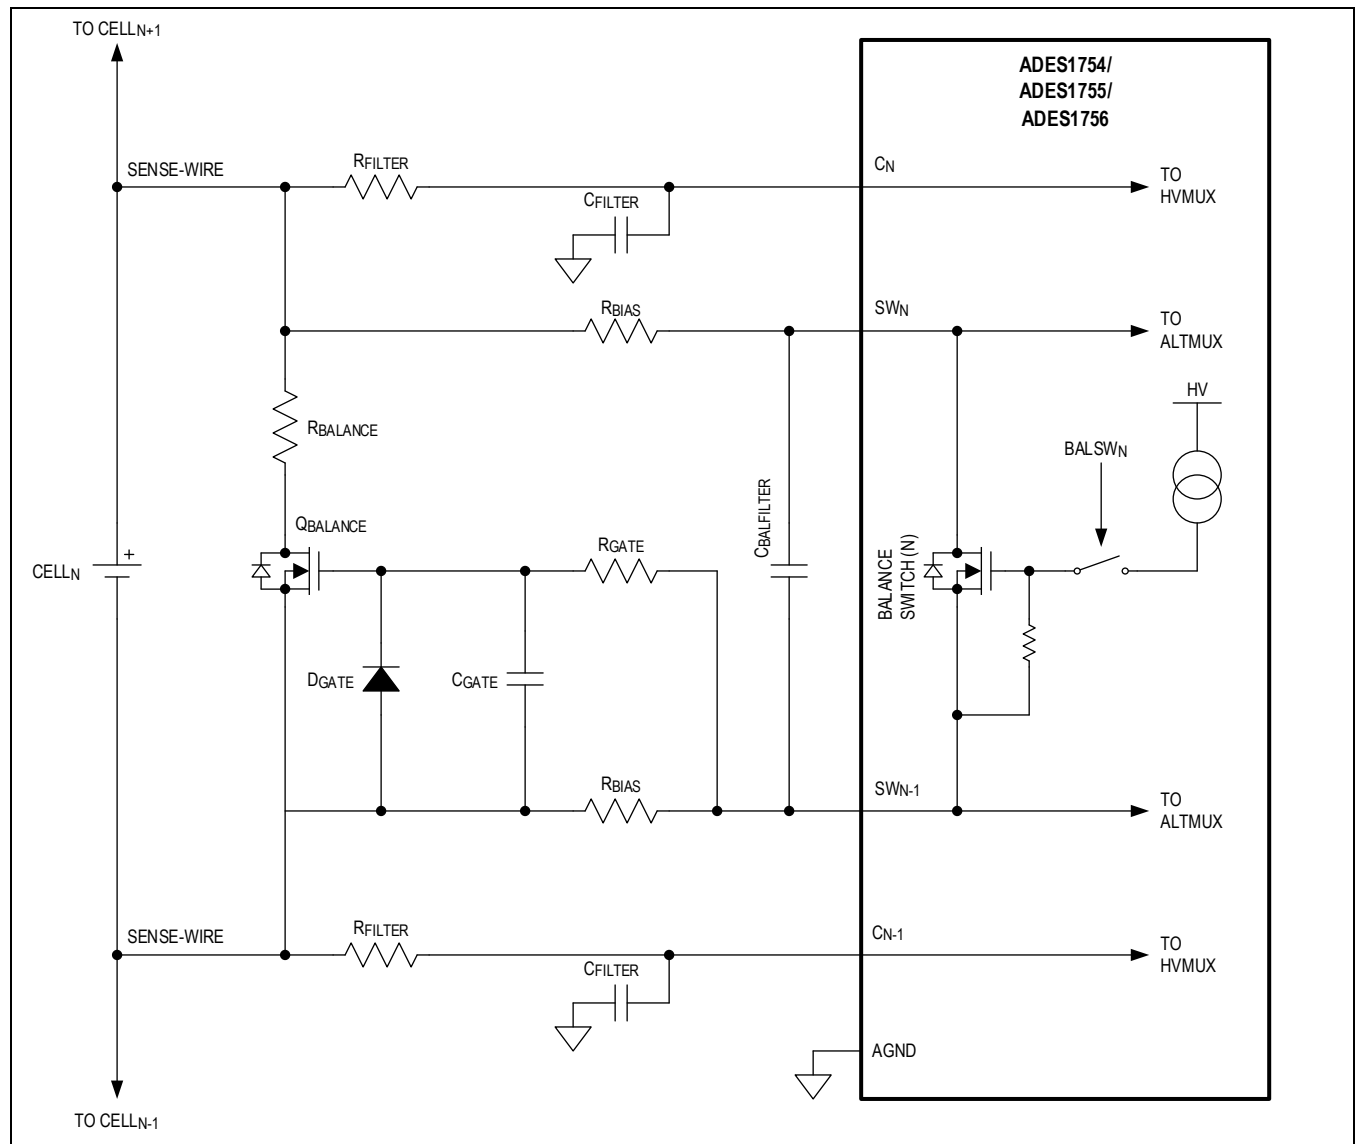 TO CELLN+1
ADES1754/
ADES1755/
ADES1756
SENSE-WIRE
RFILTER
CN
TO
HVMUX
CFILTER
RBIAS
SWN
TO
ALTMUX
HV
RBALANCE
BALSWN
QBALANCE
RGATE
CBALFILTER
BALANCE
SWITCH (N)
+
CELLN
DGATE
CGATE
RBIAS
SWN-1
TO
ALTMUX
SENSE-WIRE
RFILTER
CN-1
TO
HVMUX
CFILTER
AGND
TO CELLN-1